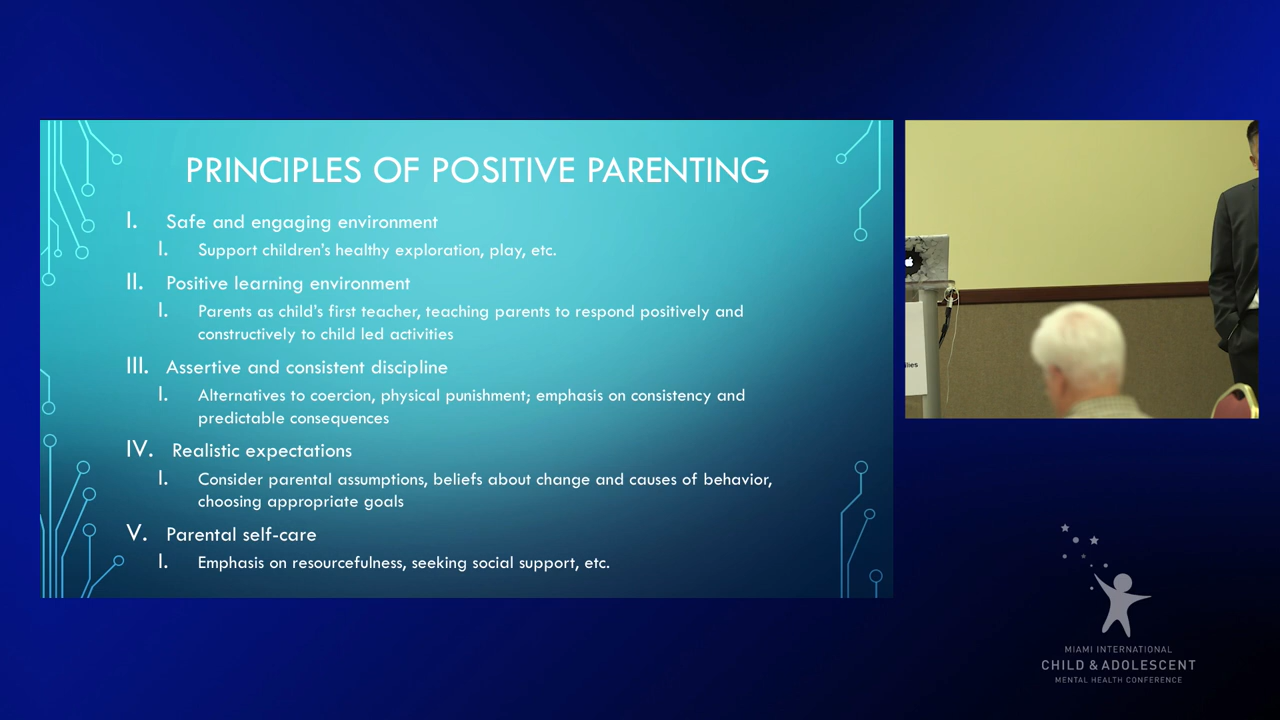 PRINCIPLES OF POSITIVE PARENTING
I. Safe and engaging environment
I. Support children's healthy exploration, play, etc.
II. Positive learning environment
I. Parents as child's first teacher, teaching parents to respond positively and
constructively to child led activities
III. Assertive and consistent discipline
I. Alternatives to coercion, physical punishment; emphasis on consistency and
predictable consequences
IV. Realistic expectations
I. Consider parental assumptions, beliefs about change and causes of behavior,
choosing appropriate goals
V. Parental self-care
I. Emphasis on resourcefulness, seeking social support, etc.
MIAMI INTERNATIONAL
CHILD & ADOLESCENT
MENTAL HEALTH CONFERENCE